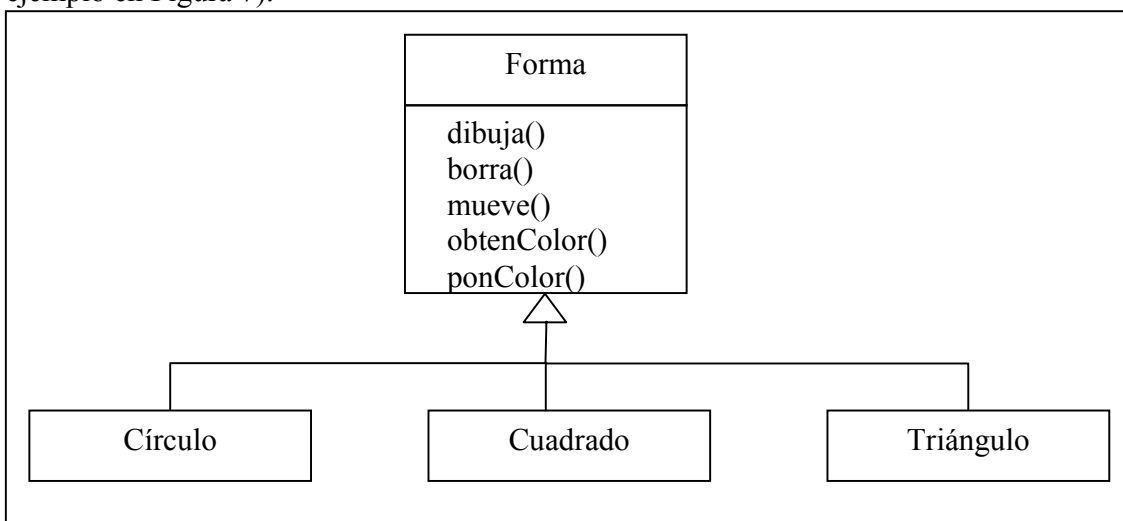 ejemplo en Figura 7).
Forma
dibuja()
borra()
mueve()
obtenColor()
ponColor()
Círculo
Cuadrado
Triángulo